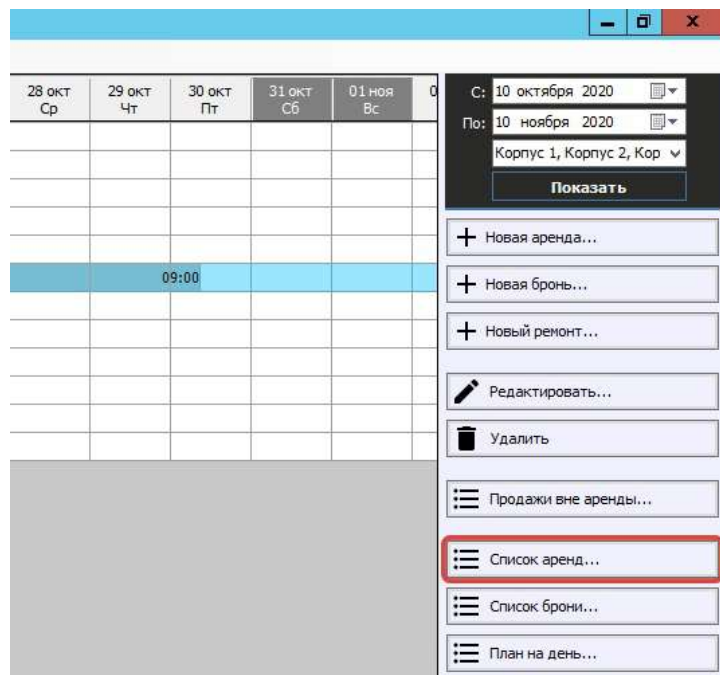 28 окт 29 окт 30 окт 31 окт 01 ноя 0
Ср Чт Пт Сб Вс
09:00
С: 10 октября 2020
По: 10 ноября 2020
Корпус 1, Корпус 2, Кор
Показать
Новая аренда...
Новая бронь...
Новый ремонт...
Редактировать...
Удалить
Продажи вне аренды...
Список аренд...
Список брони...
План на день...